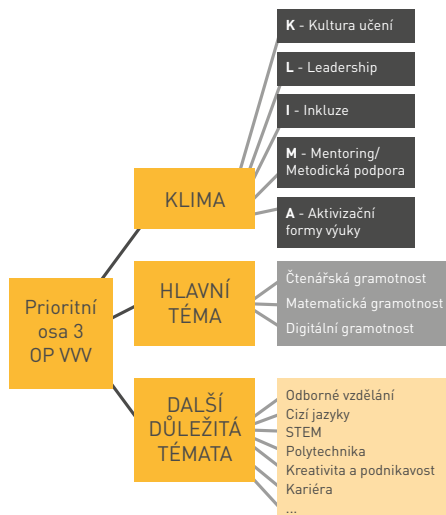 K - Kultura učení
L - Leadership
I - Inkluze
M - Mentoring/
Metodická podpora
A - Aktivizační
formy výuky
KLIMA
Prioritní
osa 3
OP VVV
HLAVNÍ
TÉMA
Čtenářská gramotnost
Matematická gramotnost
Digitální gramotnost
DALŠÍ
DŮLEŽITÁ
TÉMATA
Odborné vzdělání
Cizí jazyky
STEM
Polytechnika
Kreativita a podnikavost
Kariéra
...